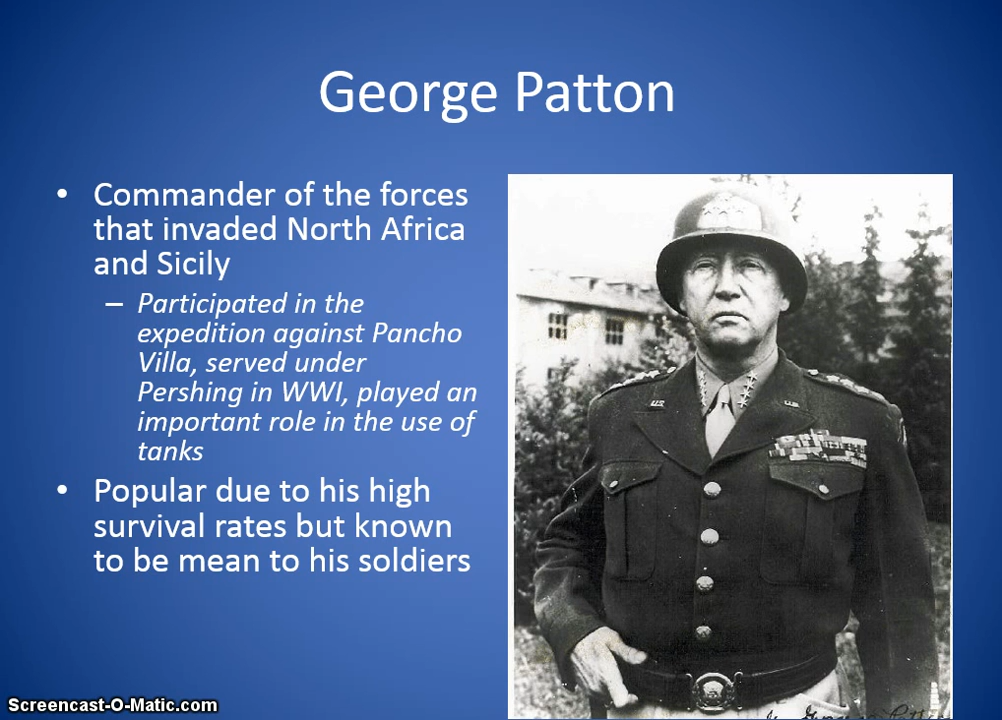 George Patton
• Commander of the forces
that invaded North Africa
and Sicily
– Participated in the
expedition against Pancho
Villa, served under
Pershing in WWI, played an
important role in the use of
tanks
• Popular due to his high
survival rates but known
to be mean to his soldiers
U.S.
U.S.
Screencast-O-Matic.com